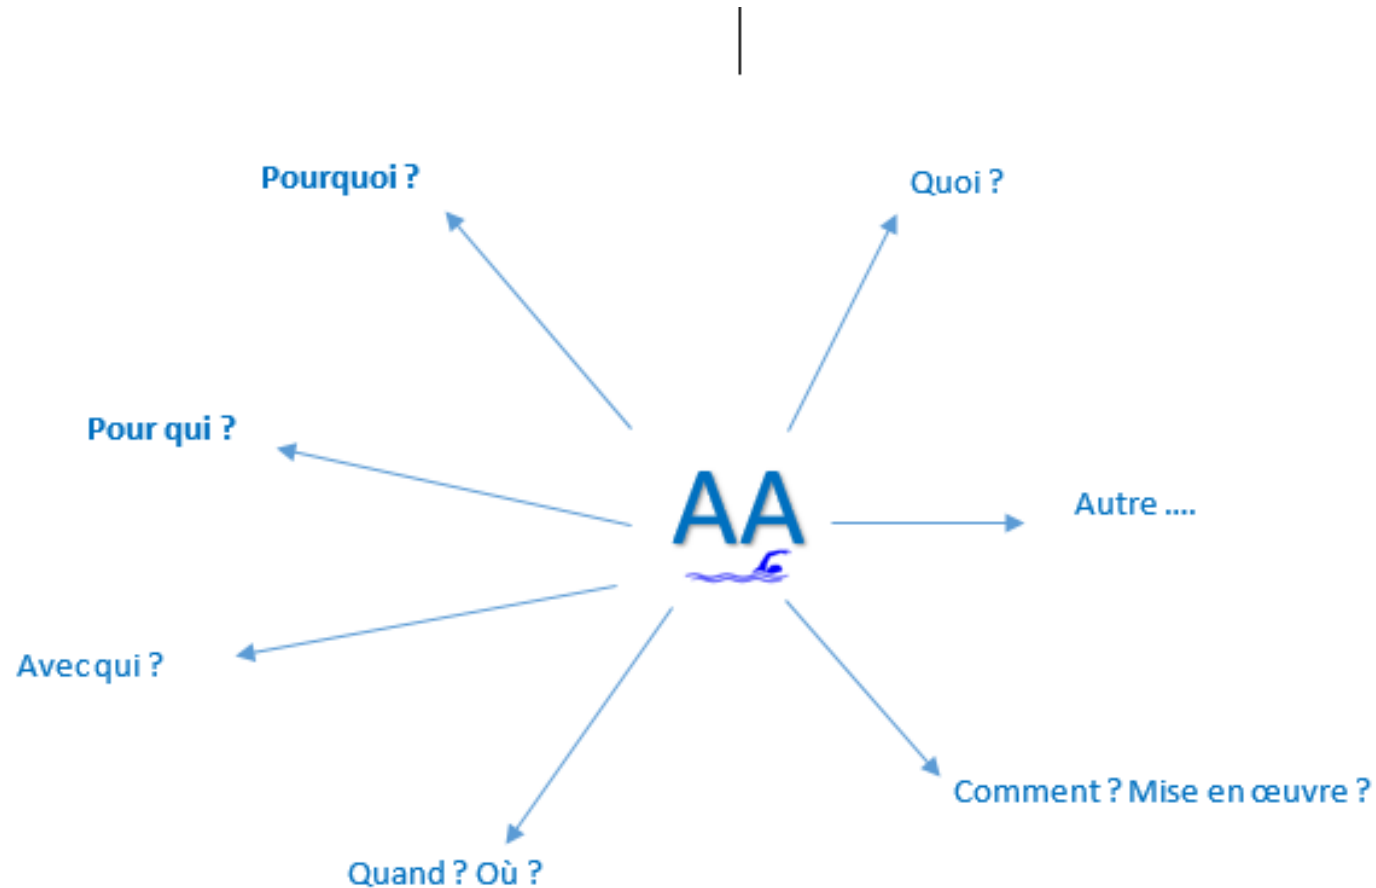 Pourquoi ?
Quoi ?
Pour qui ?
AA
Autre ....
Avec qui ?
Comment ? Mise en œuvre ?
Quand ? Où ?